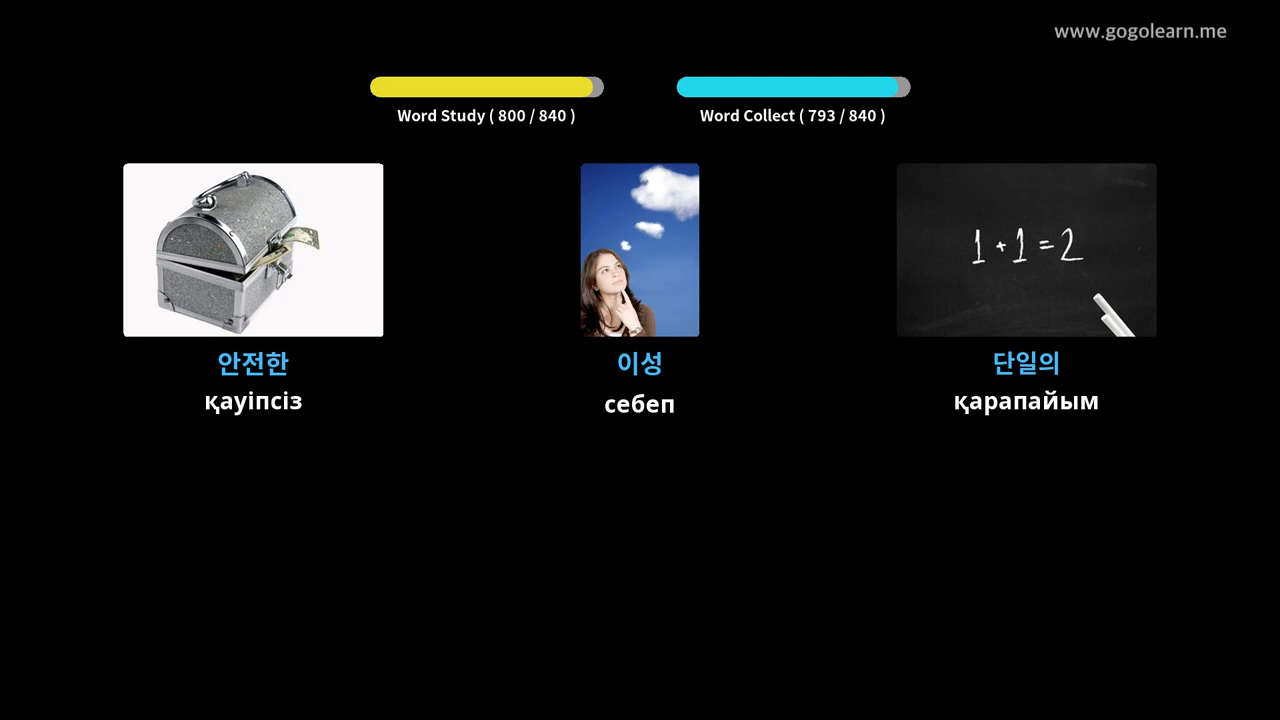 www.gogolearn.me
Word Study ( 800 / 840 )
Word Collect ( 793 / 840 )
1 + 1 = 2
안전한
이성
단일의
қауіпсіз
себеп
қарапайым